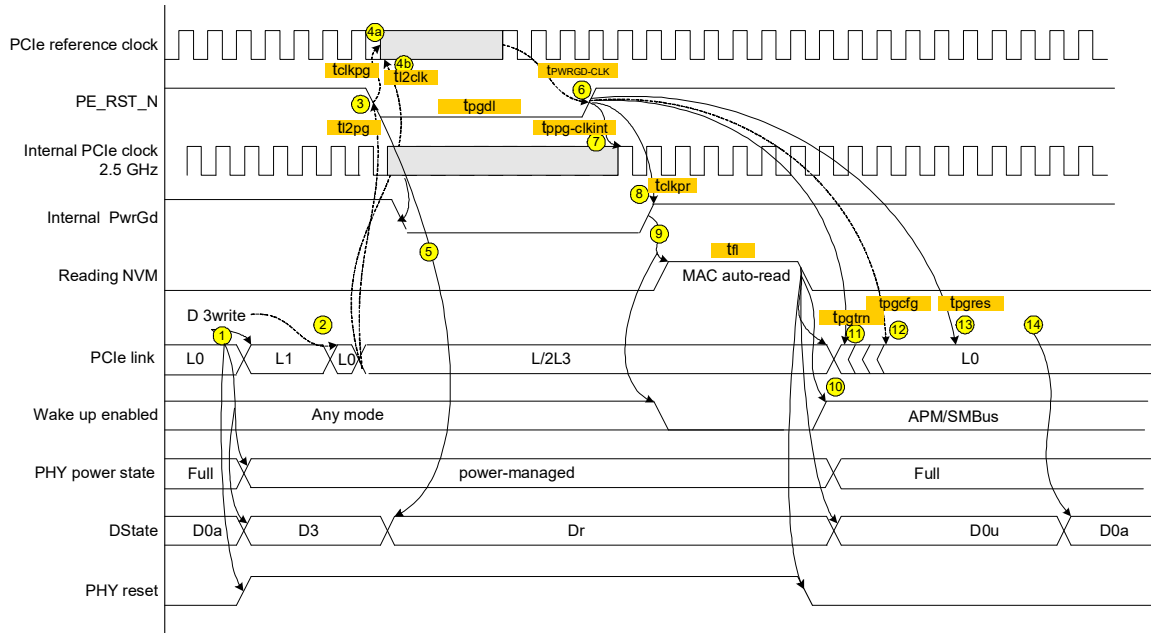 PCIe reference clock
4a
4b
tclkpg
tl2clk
tPWRGD-CLK
PE_RST_N
3
6
tpgdl
tl2pg
tppg-clkint
7
Internal PCIe clock
2.5 GHz
tclkpr
8
Internal PwrGd
9
5
tfl
Reading NVM
MAC auto-read
D 3write
1
2
tpgtrn
tpgcfg
tpgres
11
12
13
14
PCIe link
L0
L1
L0
L/2L3
L0
10
Wake up enabled
Any mode
APM/SMBus
PHY power state
Full
power-managed
Full
DState
D0a
D3
Dr
D0u
D0a
PHY reset